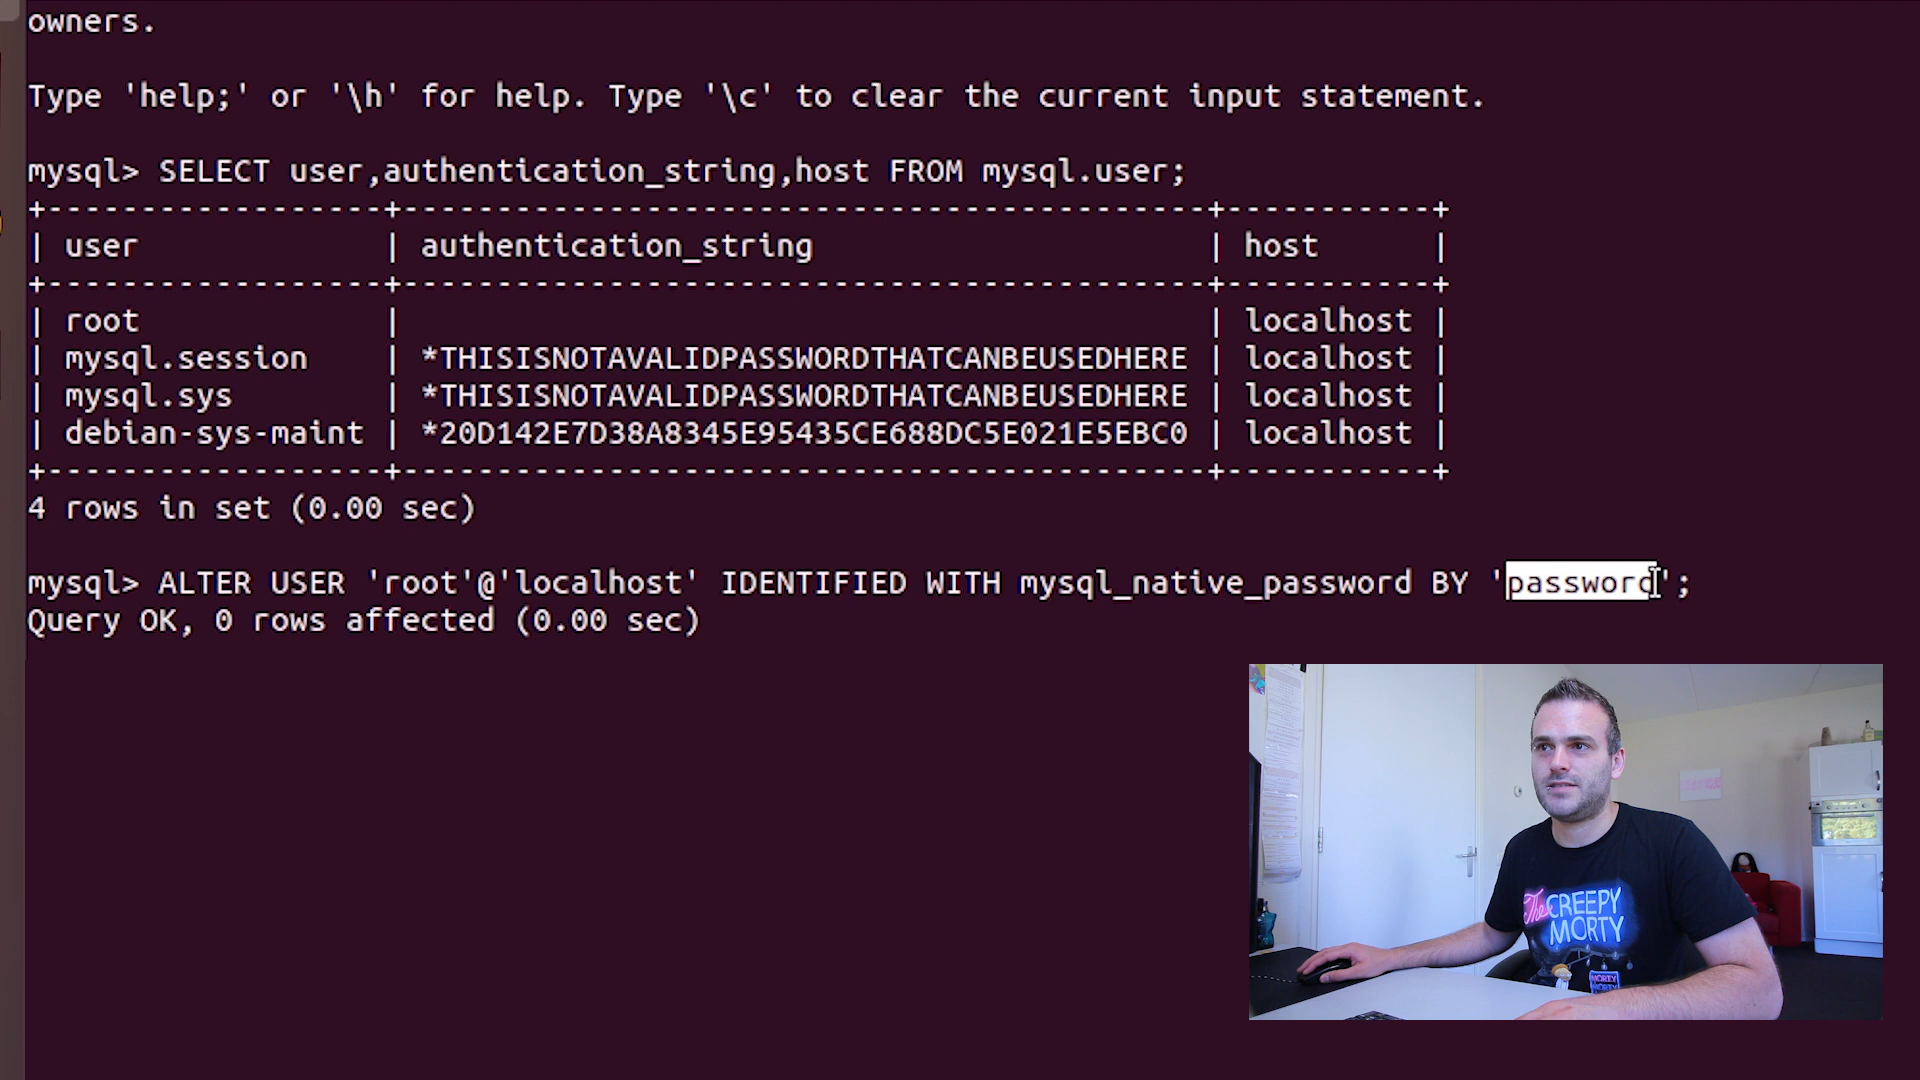 owners.
Type 'help;' or '\h' for help. Type '\c' to clear the current input statement.
mysql> SELECT user,authentication_string,host FROM mysql.user;
+------------------+-------------------------------------------+-----------+
| user             | authentication_string                     | host      |
+------------------+-------------------------------------------+-----------+
| root             |                                           | localhost |
| mysql.session    | *THISISNOTAVALIDPASSWORDTHATCANBEUSEDHERE | localhost |
| mysql.sys        | *THISISNOTAVALIDPASSWORDTHATCANBEUSEDHERE | localhost |
| debian-sys-maint | *20D142E7D38A8345E95435CE688DC5E021E5EBC0 | localhost |
+------------------+-------------------------------------------+-----------+
4 rows in set (0.00 sec)
mysql> ALTER USER 'root'@'localhost' IDENTIFIED WITH mysql_native_password BY 'password';
Query OK, 0 rows affected (0.00 sec)
The CREEPY
MORTY